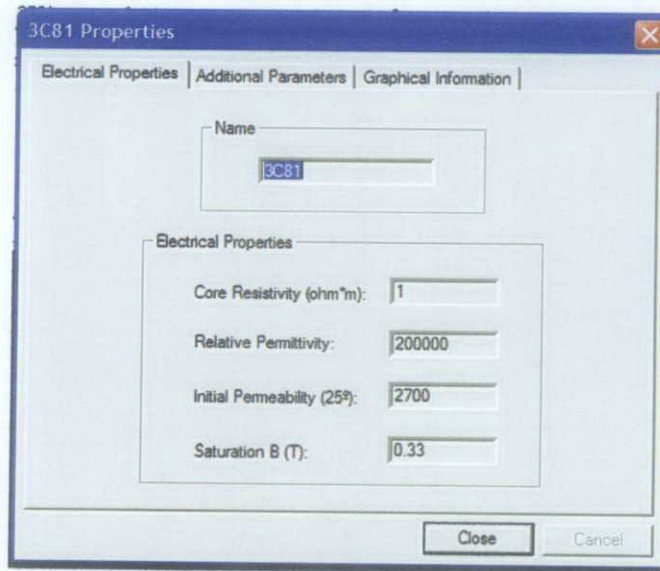 3C81 Properties
Electrical Properties
Additional Parameters
Graphical Information
Name
3C81
Electrical Properties
Core Resistivity (ohm*m):
1
Relative Permittivity:
200000
Initial Permeability (25º):
2700
Saturation B (T):
0.33
Close
Cancel